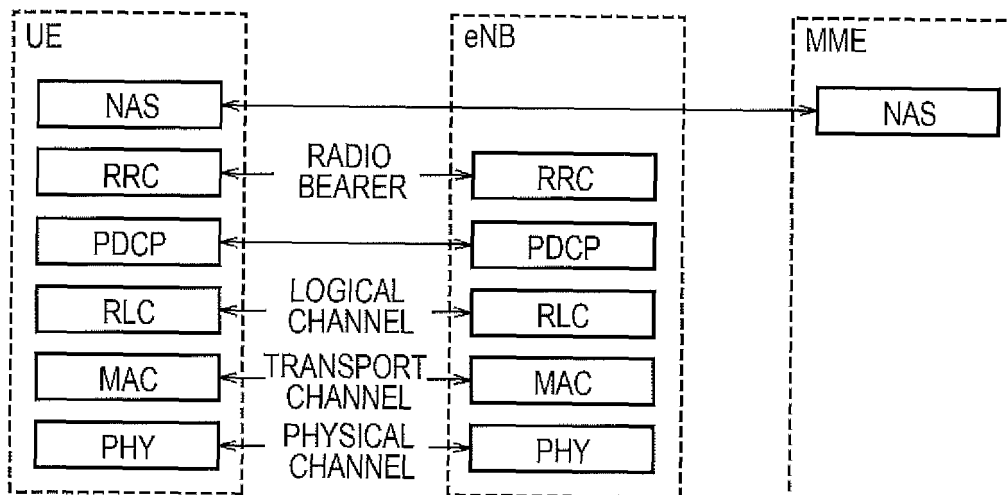 UE
eNB
MME
NAS
NAS
RRC
RADIO
BEARER
RRC
PDCP
PDCP
RLC
LOGICAL
CHANNEL
RLC
MAC
TRANSPORT
CHANNEL
MAC
PHY
PHYSICAL
CHANNEL
PHY